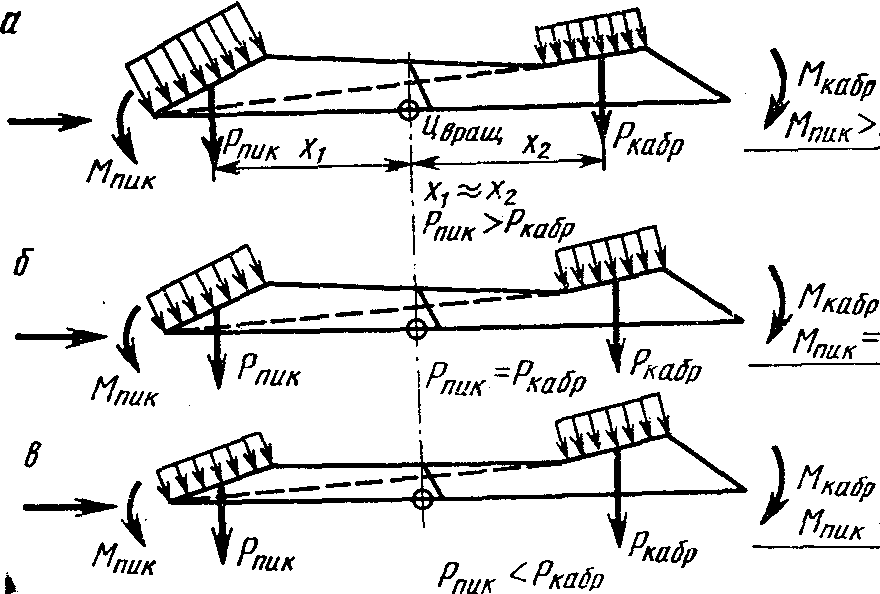 а
Mпик
Pпик
x₁
Ц вращ
x₂
Pкабр
Mкабр
Mпик >
x₁ ≈ x₂
Pпик > Pкабр
б
Mпик
Pпик
Pпик = Pкабр
Pкабр
Mкабр
Mпик =
в
Mпик
Pпик
Pпик < Pкабр
Pкабр
Mкабр
Mпик